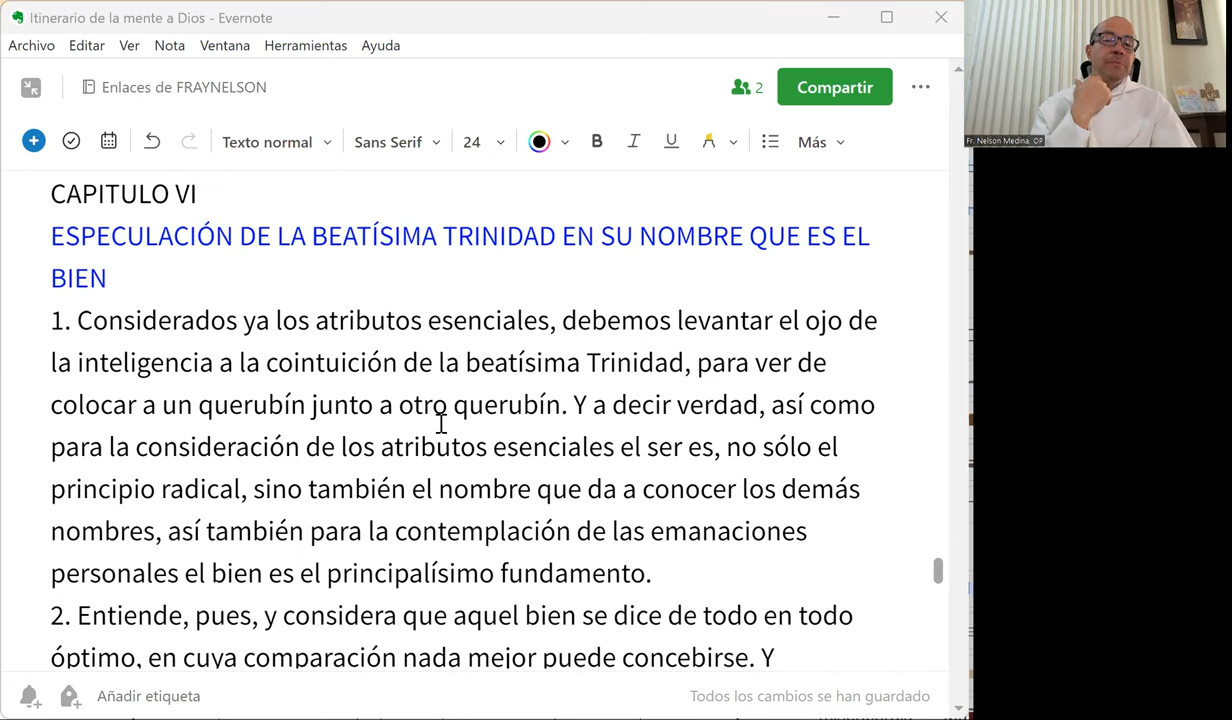 Itinerario de la mente a Dios - Evernote
Archivo Editar Ver Nota Ventana Herramientas Ayuda
Enlaces de FRAYNELSON
2 Compartir
Texto normal Sans Serif 24 B I U A Más
CAPITULO VI
ESPECULACIÓN DE LA BEATÍSIMA TRINIDAD EN SU NOMBRE QUE ES EL
BIEN
1. Considerados ya los atributos esenciales, debemos levantar el ojo de
la inteligencia a la cointuición de la beatísima Trinidad, para ver de
colocar a un querubín junto a otro querubín. Y a decir verdad, así como
para la consideración de los atributos esenciales el ser es, no sólo el
principio radical, sino también el nombre que da a conocer los demás
nombres, así también para la contemplación de las emanaciones
personales el bien es el principalísimo fundamento.
2. Entiende, pues, y considera que aquel bien se dice de todo en todo
óptimo, en cuya comparación nada mejor puede concebirse. Y
Añadir etiqueta
Todos los cambios se han guardado
Fr. Nelson Medina, OP